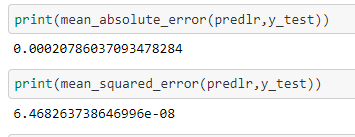 print(mean_absolute_error(predlr,y_test))
0.00020786037093478284
print(mean_squared_error(predlr,y_test))
6.468263738646996e-08